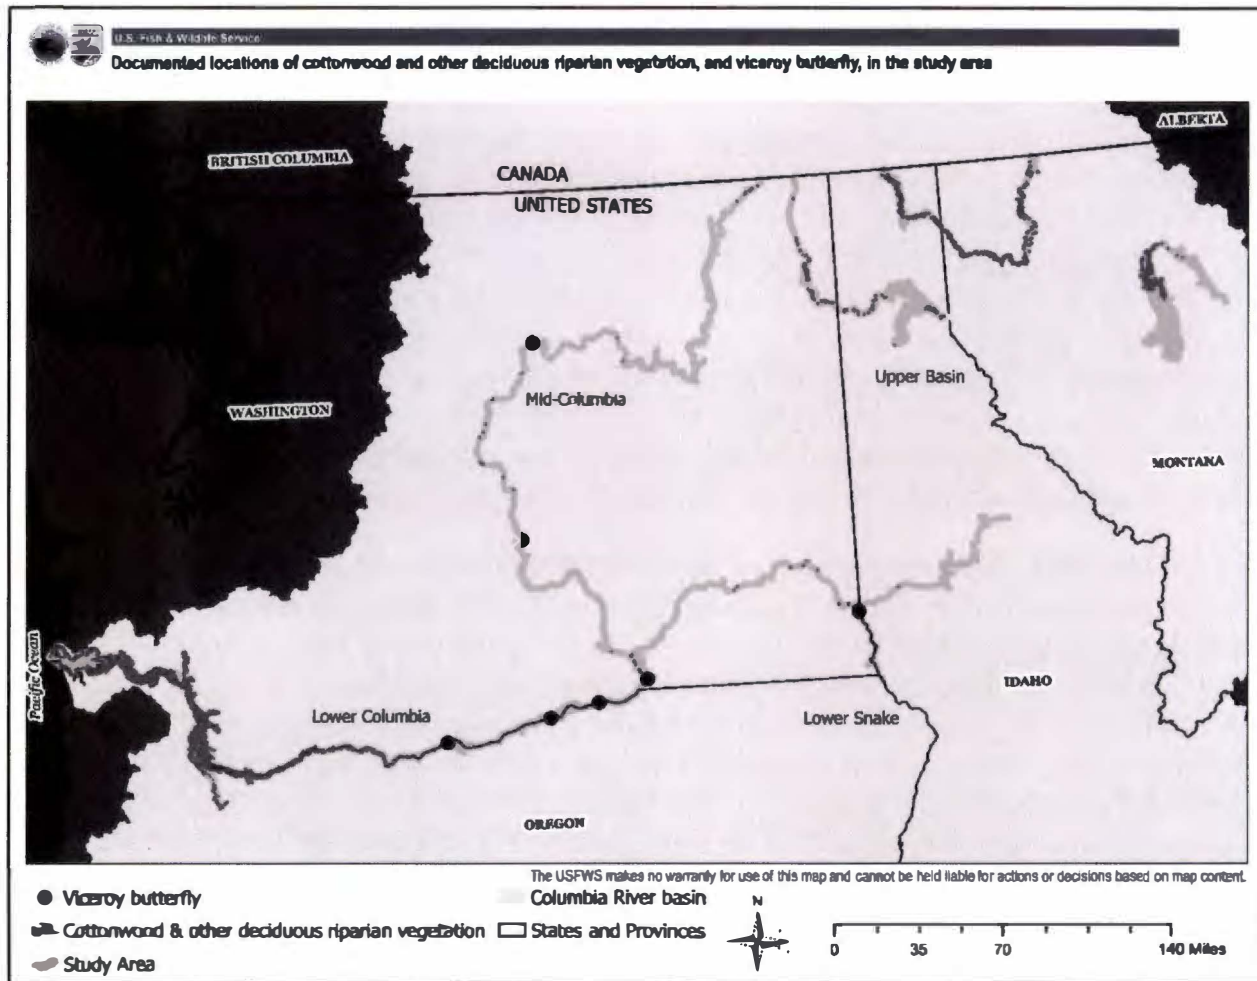 U.S. Fish & Wildlife Service
Documented locations of cottonwood and other deciduous riparian vegetation, and viceroy butterfly, in the study area
ALBERTA
BRITISH COLUMBIA
CANADA
UNITED STATES
Upper Basin
Mid-Columbia
WASHINGTON
MONTANA
Pacific Ocean
IDAHO
Lower Columbia
Lower Snake
OREGON
The USFWS makes no warranty for use of this map and cannot be held liable for actions or decisions based on map content.
Viceroy butterfly
Columbia River basin
N
Cottonwood & other deciduous riparian vegetation
States and Provinces
0 35 70 140 Miles
Study Area